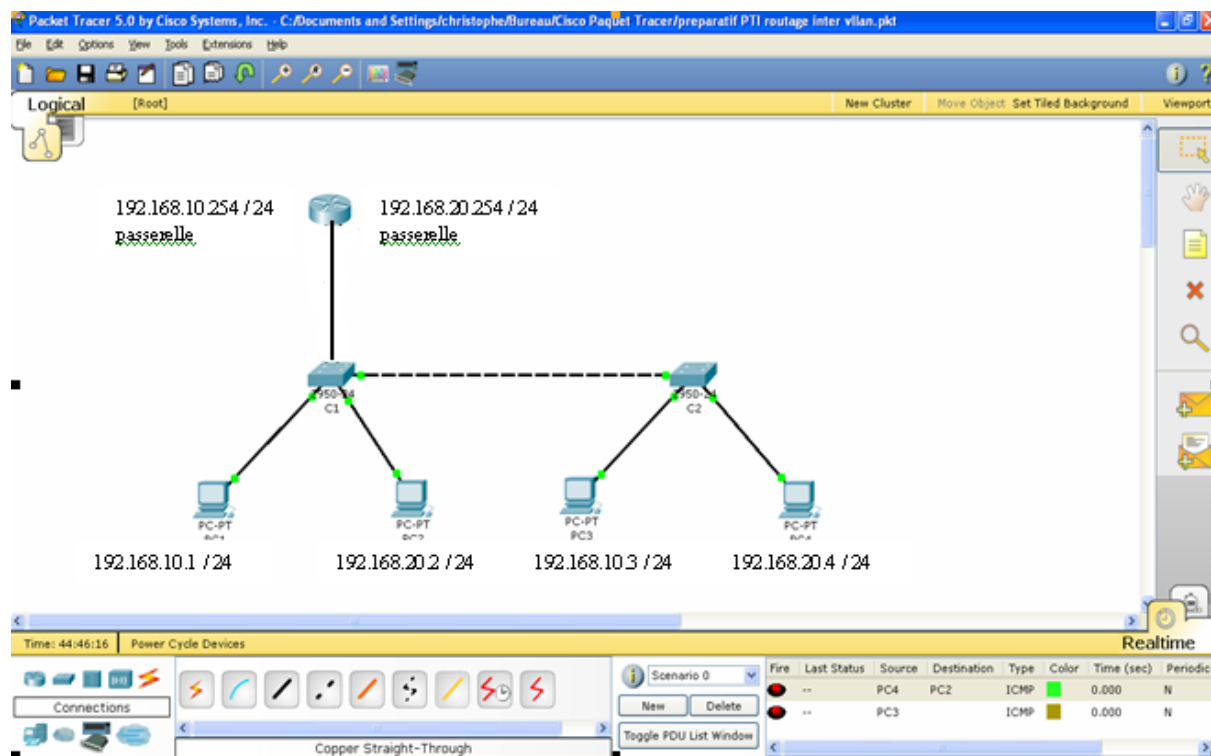 Packet Tracer 5.0 by Cisco Systems, Inc. - C:/Documents and Settings/christophe/Bureau/Cisco Paquet Tracer/preparatif PTI routage inter vllan.pkt
File Edit Options View Tools Extensions Help
Logical [Root] New Cluster Move Object Set Tiled Background Viewport
192.168.10.254 / 24
passerelle
192.168.20.254 / 24
passerelle
C1
C2
PC-PT
PC-PT
PC-PT
PC3
PC-PT
192.168.10.1 / 24
192.168.20.2 / 24
192.168.10.3 / 24
192.168.20.4 / 24
Time: 44:46:16 Power Cycle Devices Realtime
Connections
Copper Straight-Through
Scenario 0
New Delete
Toggle PDU List Window
Fire Last Status Source Destination Type Color Time (sec) Periodic
-- PC4 PC2 ICMP 0.000 N
-- PC3 ICMP 0.000 N